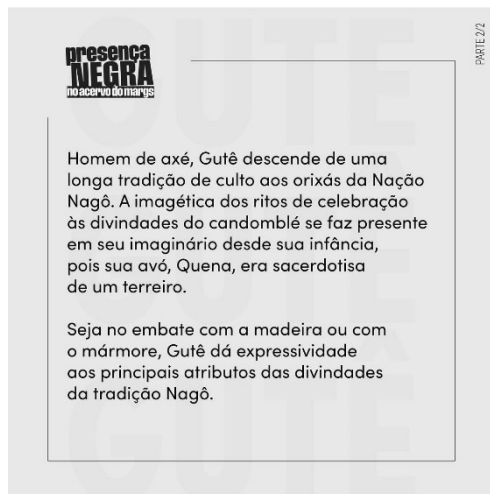 PARTE 2/2
presença
NEGRA
no acervo do margs
Homem de axé, Gutê descende de uma
longa tradição de culto aos orixás da Nação
Nagô. A imagética dos ritos de celebração
às divindades do candomblé se faz presente
em seu imaginário desde sua infância,
pois sua avó, Quena, era sacerdotisa
de um terreiro.
Seja no embate com a madeira ou com
o mármore, Gutê dá expressividade
aos principais atributos das divindades
da tradição Nagô.
GUTÊ
GUTÊ
GUTÊ